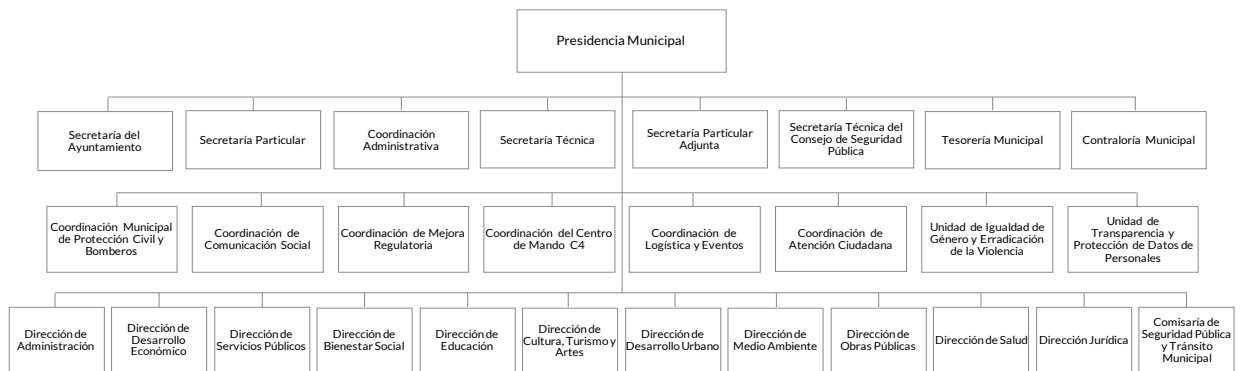 Presidencia Municipal
Secretaría del
Ayuntamiento
Secretaría Particular
Coordinación
Administrativa
Secretaría Técnica
Secretaría Particular
Adjunta
Secretaría Técnica del
Consejo de Seguridad
Pública
Tesorería Municipal
Contraloría Municipal
Coordinación Municipal
de Protección Civil y
Bomberos
Coordinación de
Comunicación Social
Coordinación de Mejora
Regulatoria
Coordinación del Centro
de Mando C4
Coordinación de
Logística y Eventos
Coordinación de
Atención Ciudadana
Unidad de Igualdad de
Género y Erradicación
de la Violencia
Unidad de
Transparencia y
Protección de Datos de
Personales
Dirección de
Administración
Dirección de
Desarrollo
Económico
Dirección de
Servicios Públicos
Dirección de
Bienestar Social
Dirección de
Educación
Dirección de
Cultura, Turismo y
Artes
Dirección de
Desarrollo Urbano
Dirección de
Medio Ambiente
Dirección de
Obras Públicas
Dirección de Salud
Dirección Jurídica
Comisaría de
Seguridad Pública
y Tránsito
Municipal